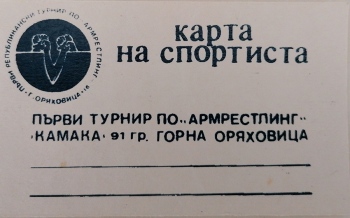 ПЪРВИ РЕПУБЛИКАНСКИ ТУРНИР ПО АРМРЕСТЛИНГ
Г. ОРЯХОВИЦА
карта
на спортиста
ПЪРВИ ТУРНИР ПО „АРМРЕСТЛИНГ"
"КАМАКА" 91 ГР. ГОРНА ОРЯХОВИЦА